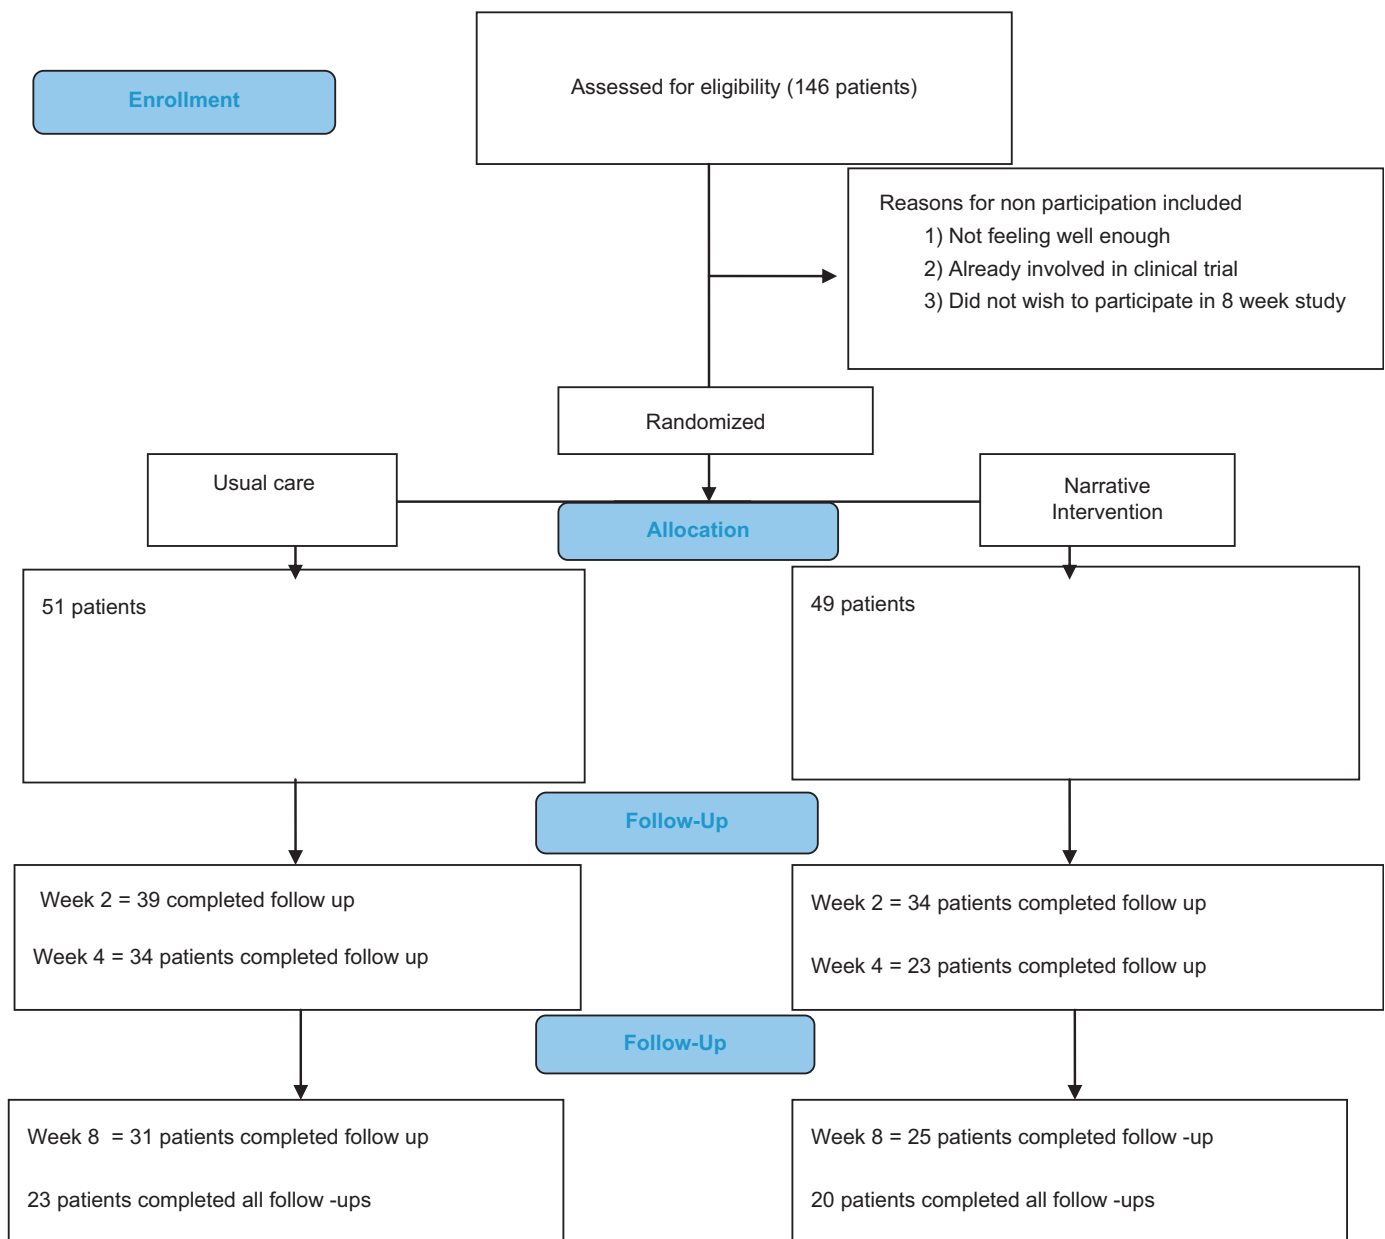 Assessed for eligibility (146 patients)
Enrollment
Reasons for non participation included
1) Not feeling well enough
2) Already involved in clinical trial
3) Did not wish to participate in 8 week study
Randomized
Usual care
Narrative
Intervention
Allocation
51 patients
49 patients
Follow-Up
Week 2 = 39 completed follow up
Week 4 = 34 patients completed follow up
Week 2 = 34 patients completed follow up
Week 4 = 23 patients completed follow up
Follow-Up
Week 8 = 31 patients completed follow up
23 patients completed all follow -ups
Week 8 = 25 patients completed follow -up
20 patients completed all follow -ups